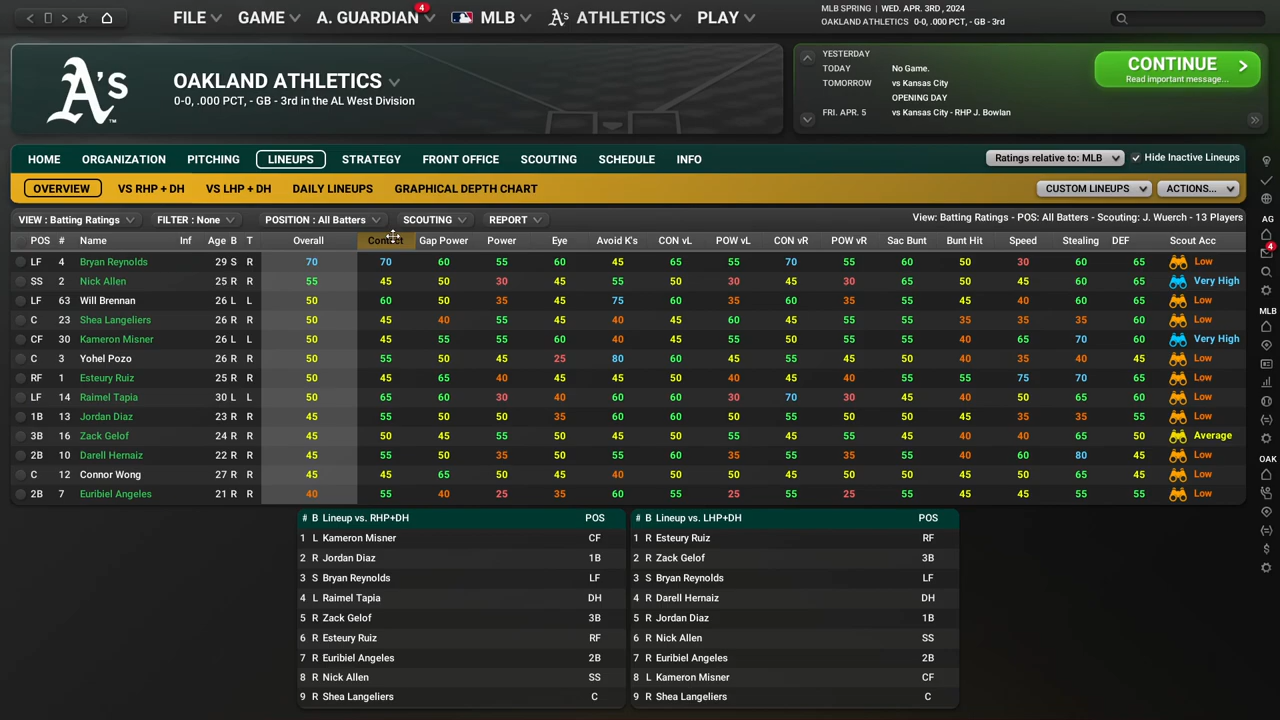 FILE GAME A. GUARDIAN 4 MLB A's ATHLETICS PLAY
MLB SPRING | WED. APR. 3RD , 2024
OAKLAND ATHLETICS 0-0, .000 PCT, - GB - 3rd
A's
OAKLAND ATHLETICS
0-0, .000 PCT, - GB - 3rd in the AL West Division
YESTERDAY
TODAY No Game.
TOMORROW vs Kansas City
OPENING DAY
FRI. APR. 5 vs Kansas City - RHP J. Bowlan
CONTINUE
Read important message...
HOME ORGANIZATION PITCHING LINEUPS STRATEGY FRONT OFFICE SCOUTING SCHEDULE INFO Ratings relative to: MLB Hide Inactive Lineups
OVERVIEW VS RHP + DH VS LHP + DH DAILY LINEUPS GRAPHICAL DEPTH CHART CUSTOM LINEUPS ACTIONS...
VIEW : Batting Ratings FILTER : None POSITION : All Batters SCOUTING REPORT View: Batting Ratings - POS: All Batters - Scouting: J. Wuerch - 13 Players
POS # Name Inf Age B T Overall Contact Gap Power Power Eye Avoid K's CON vL POW vL CON vR POW vR Sac Bunt Bunt Hit Speed Stealing DEF Scout Acc
LF 4 Bryan Reynolds 29 S R 70 70 60 55 60 45 65 55 70 55 60 50 30 60 65 Low
SS 2 Nick Allen 25 R R 55 45 50 30 45 55 50 30 45 30 65 50 45 60 65 Very High
LF 63 Will Brennan 26 L L 50 60 50 35 45 75 60 35 60 35 55 45 40 60 65 Low
C 23 Shea Langeliers 26 R R 50 45 40 55 45 40 45 60 45 55 55 35 35 35 60 Low
CF 30 Kameron Misner 26 L L 50 45 55 55 60 40 45 55 45 55 55 40 65 70 60 Very High
C 3 Yohel Pozo 26 R R 50 55 50 45 25 80 60 45 55 45 50 40 35 40 45 Low
RF 1 Esteury Ruiz 25 R R 50 45 65 40 45 45 50 40 45 40 55 55 75 70 65 Low
LF 14 Raimel Tapia 30 L L 50 65 60 30 40 60 55 30 70 30 55 40 50 65 60 Low
1B 13 Jordan Diaz 23 R R 45 55 50 50 35 60 60 50 55 50 50 45 35 35 55 Low
3B 16 Zack Gelof 24 R R 45 50 45 55 50 45 50 55 45 55 45 40 40 65 50 Average
2B 10 Darell Hernaiz 22 R R 45 55 50 35 50 55 60 35 55 35 55 40 60 80 45 Low
C 12 Connor Wong 27 R R 45 45 65 50 45 40 50 50 45 50 50 45 50 65 45 Low
2B 7 Euribiel Angeles 21 R R 40 55 40 25 35 60 55 25 55 25 55 45 45 55 55 Low
# B Lineup vs. RHP+DH POS
1 L Kameron Misner CF
2 R Jordan Diaz 1B
3 S Bryan Reynolds LF
4 L Raimel Tapia DH
5 R Zack Gelof 3B
6 R Esteury Ruiz RF
7 R Euribiel Angeles 2B
8 R Nick Allen SS
9 R Shea Langeliers C
# B Lineup vs. LHP+DH POS
1 R Esteury Ruiz RF
2 R Zack Gelof 3B
3 S Bryan Reynolds LF
4 R Darell Hernaiz DH
5 R Jordan Diaz 1B
6 R Nick Allen SS
7 R Euribiel Angeles 2B
8 L Kameron Misner CF
9 R Shea Langeliers C
AG
4
MLB
OAK